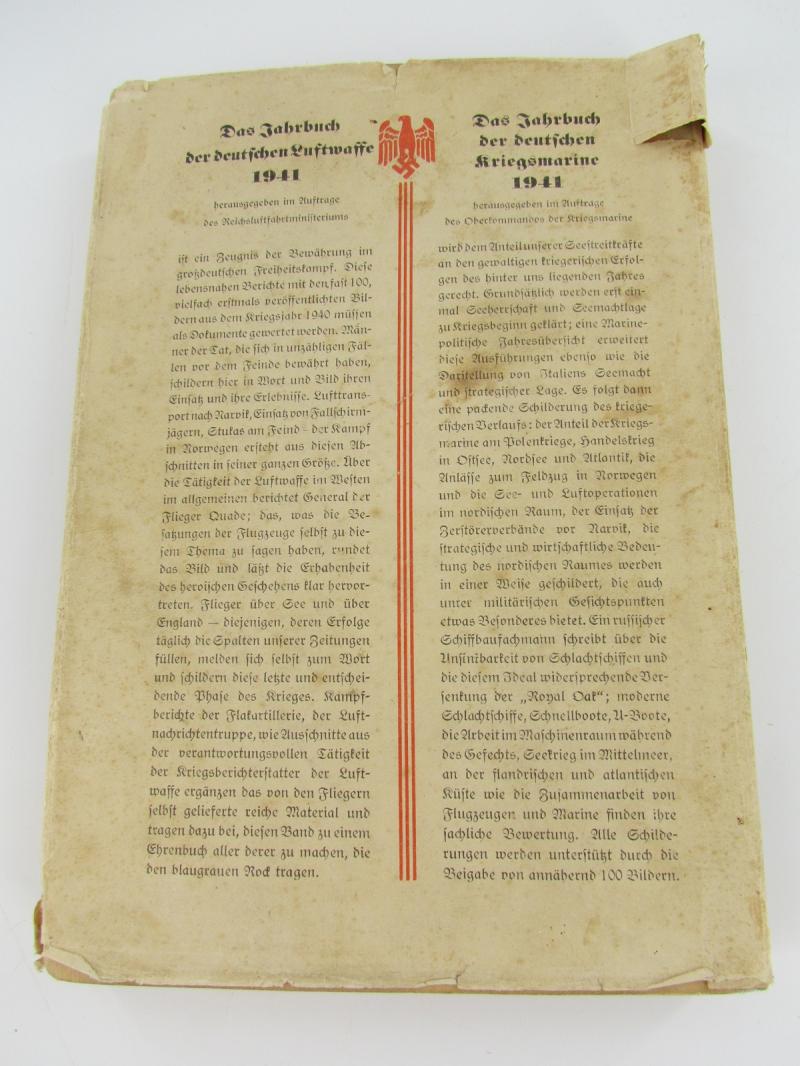 Das Jahrbuch
der deutschen Luftwaffe
1941
herausgegeben im Auftrage
des Reichsluftfahrtministeriums
ist ein Zeugnis der Bewährung im
großdeutschen Freiheitskampf. Diese
lebensnahen Berichte mit den fast 100,
vielfach erstmals veröffentlichten Bil-
dern aus dem Kriegsjahr 1940 müssen
als Dokumente gewertet werden. Män-
ner der Tat, die sich in unzähligen Fäl-
len vor dem Feinde bewährt haben,
schildern hier in Wort und Bild ihren
Einsatz und ihre Erlebnisse. Lufttrans-
port nach Narvik, Einsatz von Fallschirm-
jägern, Stukas am Feind - der Kampf
in Norwegen ersteht aus diesen Ab-
schnitten in seiner ganzen Größe. Über
die Tätigkeit der Luftwaffe im Westen
im allgemeinen berichtet General der
Flieger Quade; das, was die Be-
satzungen der Flugzeuge selbst zu die-
sem Thema zu sagen haben, rundet
das Bild und läßt die Erhabenheit
des heroischen Geschehens klar hervor-
treten. Flieger über See und über
England — diejenigen, deren Erfolge
täglich die Spalten unserer Zeitungen
füllen, melden sich selbst zum Wort
und schildern diese letzte und entschei-
dende Phase des Krieges. Kampf-
berichte der Flakartillerie, der Luft-
nachrichtentruppe, wie Ausschnitte aus
der verantwortungsvollen Tätigkeit
der Kriegsberichterstatter der Luft-
waffe ergänzen das von den Fliegern
selbst gelieferte reiche Material und
tragen dazu bei, diesen Band zu einem
Ehrenbuch aller derer zu machen, die
den blaugrauen Rock tragen.
Das Jahrbuch
der deutschen
Kriegsmarine
1941
herausgegeben im Auftrage
des Oberkommandos der Kriegsmarine
wird dem Anteil unserer Seestreitkräfte
an den gewaltigen kriegerischen Erfol-
gen des hinter uns liegenden Jahres
gerecht. Grundsätzlich werden erst ein-
mal Seeherrschaft und Seemachtlage
zu Kriegsbeginn geklärt; eine Marine-
politische Jahresübersicht erweitert
diese Ausführungen ebenso wie die
Darstellung von Italiens Seemacht
und strategischer Lage. Es folgt dann
eine packende Schilderung des kriege-
rischen Verlaufs: der Anteil der Kriegs-
marine am Polenkriege, Handelskrieg
in Ostsee, Nordsee und Atlantik, die
Anlässe zum Feldzug in Norwegen
und die See- und Luftoperationen
im nordischen Raum, der Einsatz der
Zerstörerverbände vor Narvik, die
strategische und wirtschaftliche Bedeu-
tung des nordischen Raumes werden
in einer Weise geschildert, die auch
unter militärischen Gesichtspunkten
etwas Besonderes bietet. Ein russischer
Schiffbaufachmann schreibt über die
Unsinkbarkeit von Schlachtschiffen und
die diesem Ideal widersprechende Ver-
senkung der „Royal Oak“; moderne
Schlachtschiffe, Schnellboote, U-Boote,
die Arbeit im Maschinenraum während
des Gefechts, Seekrieg im Mittelmeer,
an der flandrischen und atlantischen
Küste wie die Zusammenarbeit von
Flugzeugen und Marine finden ihre
sachliche Bewertung. Alle Schilde-
rungen werden unterstützt durch die
Beigabe von annähernd 100 Bildern.